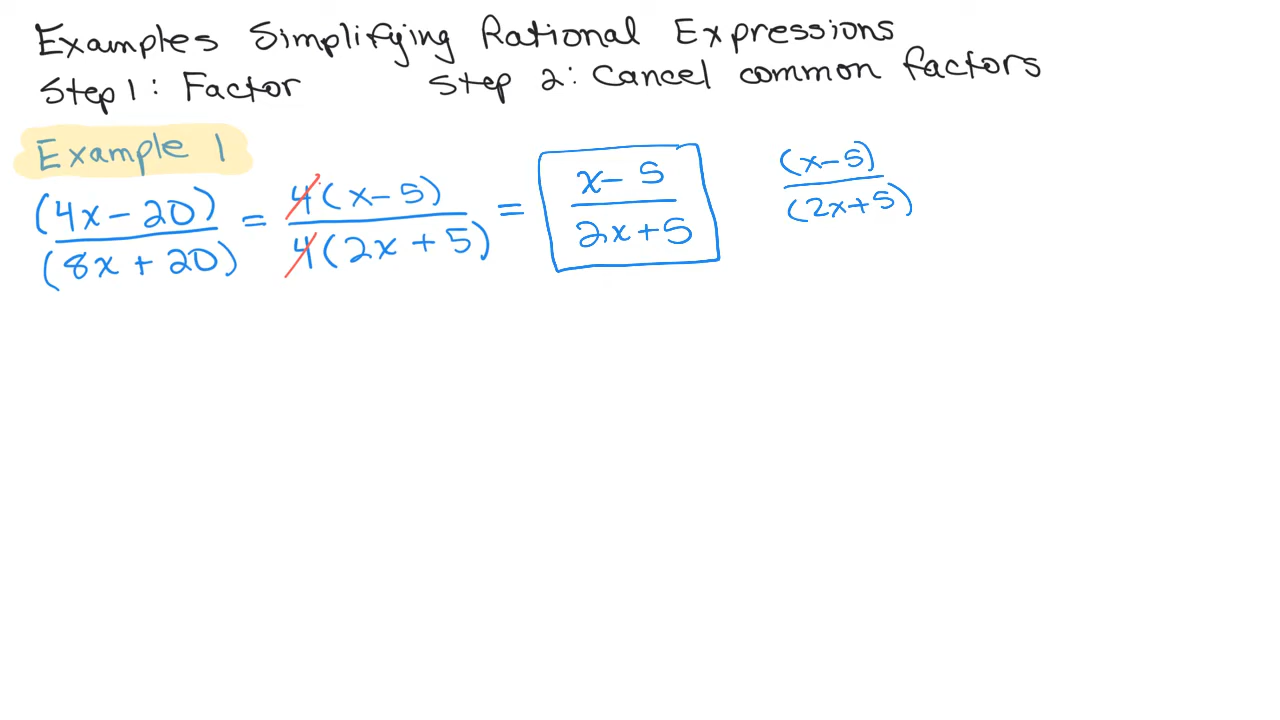 Examples Simplifying Rational Expressions
Step 1: Factor Step 2: Cancel common factors
Example 1
(4x - 20)/(8x + 20) = 4(x - 5)/4(2x + 5) = x - 5/2x + 5 (x - 5)/(2x + 5)